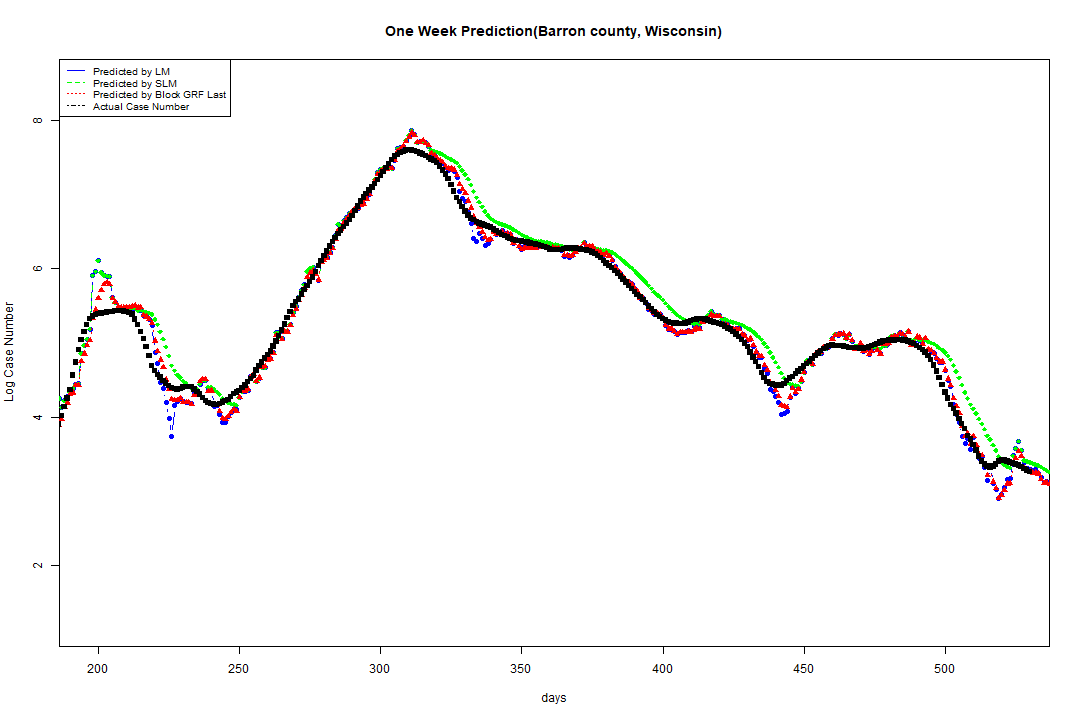 One Week Prediction(Barron county, Wisconsin)
Predicted by LM
Predicted by SLM
Predicted by Block GRF Last
Actual Case Number
8
6
4
2
Log Case Number
200 250 300 350 400 450 500
days